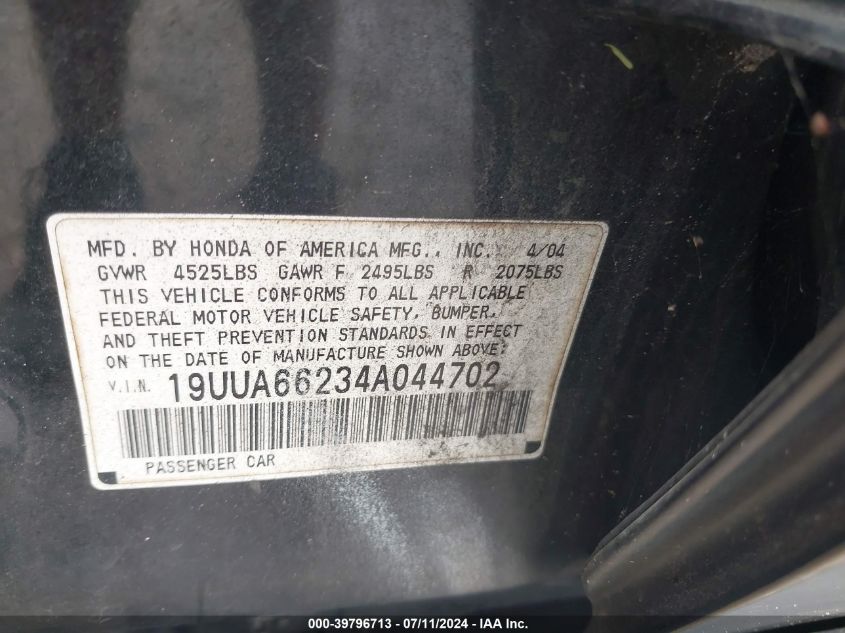 MFD. BY HONDA OF AMERICA MFG., INC. 4/04
GVWR 4525LBS GAWR F 2495LBS R 2075LBS
THIS VEHICLE CONFORMS TO ALL APPLICABLE
FEDERAL MOTOR VEHICLE SAFETY, BUMPER,
AND THEFT PREVENTION STANDARDS IN EFFECT
ON THE DATE OF MANUFACTURE SHOWN ABOVE:
V.I.N. 19UUA66234A044702
PASSENGER CAR
000-39796713 - 07/11/2024 - IAA Inc.